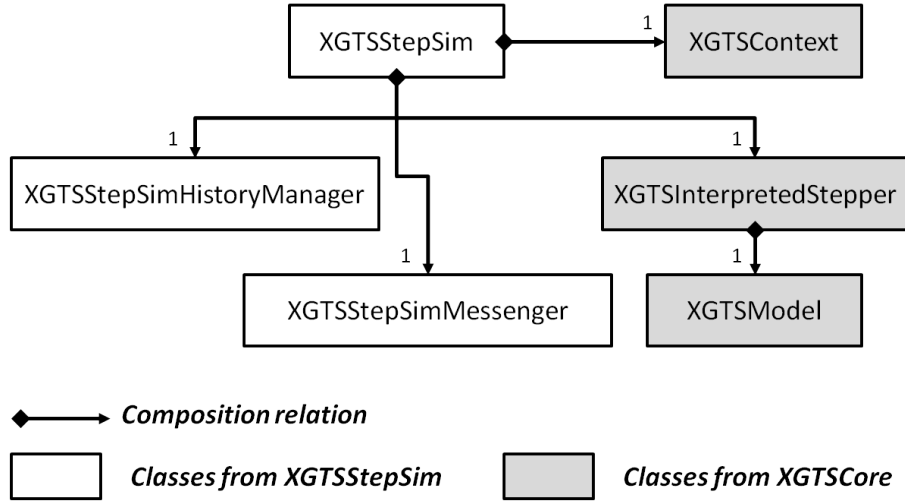 XGTSStepSim
1
XGTSContext
1
1
XGTSStepSimHistoryManager
XGTSInterpretedStepper
1
1
XGTSStepSimMessenger
XGTSModel
Composition relation
Classes from XGTSStepSim
Classes from XGTSCore